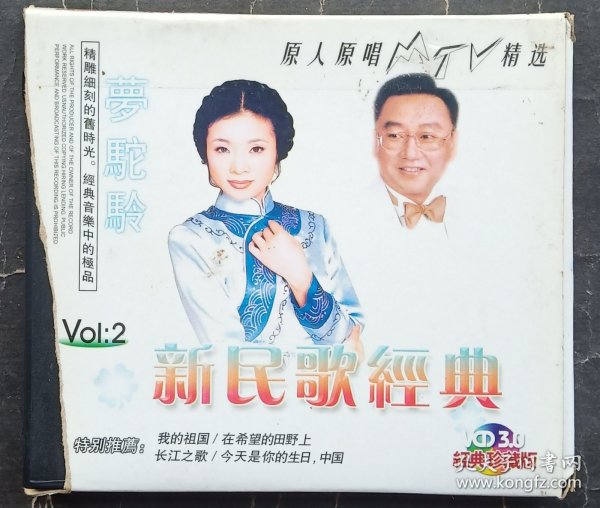 原人原唱MTV精选
精雕細刻的舊時光。經典音樂中的極品
ALL RIGHTS OF THE PRODUCER AND OF THE OWNER OF THE RECORD
WORK RESERVED. UNAUTHORIZED COPYING HIRING LENDING. PUBLIC
PERFORMANCE AND BROADCASTING OF THIS RECORDING IS PROHIBITED.
夢駝鈴
Vol:2
新民歌經典
特别推薦:
我的祖国/在希望的田野上
长江之歌/今天是你的生日,中国
VCD 3.0
經典珍藏版
孔夫子旧书网
www.kongfz.com